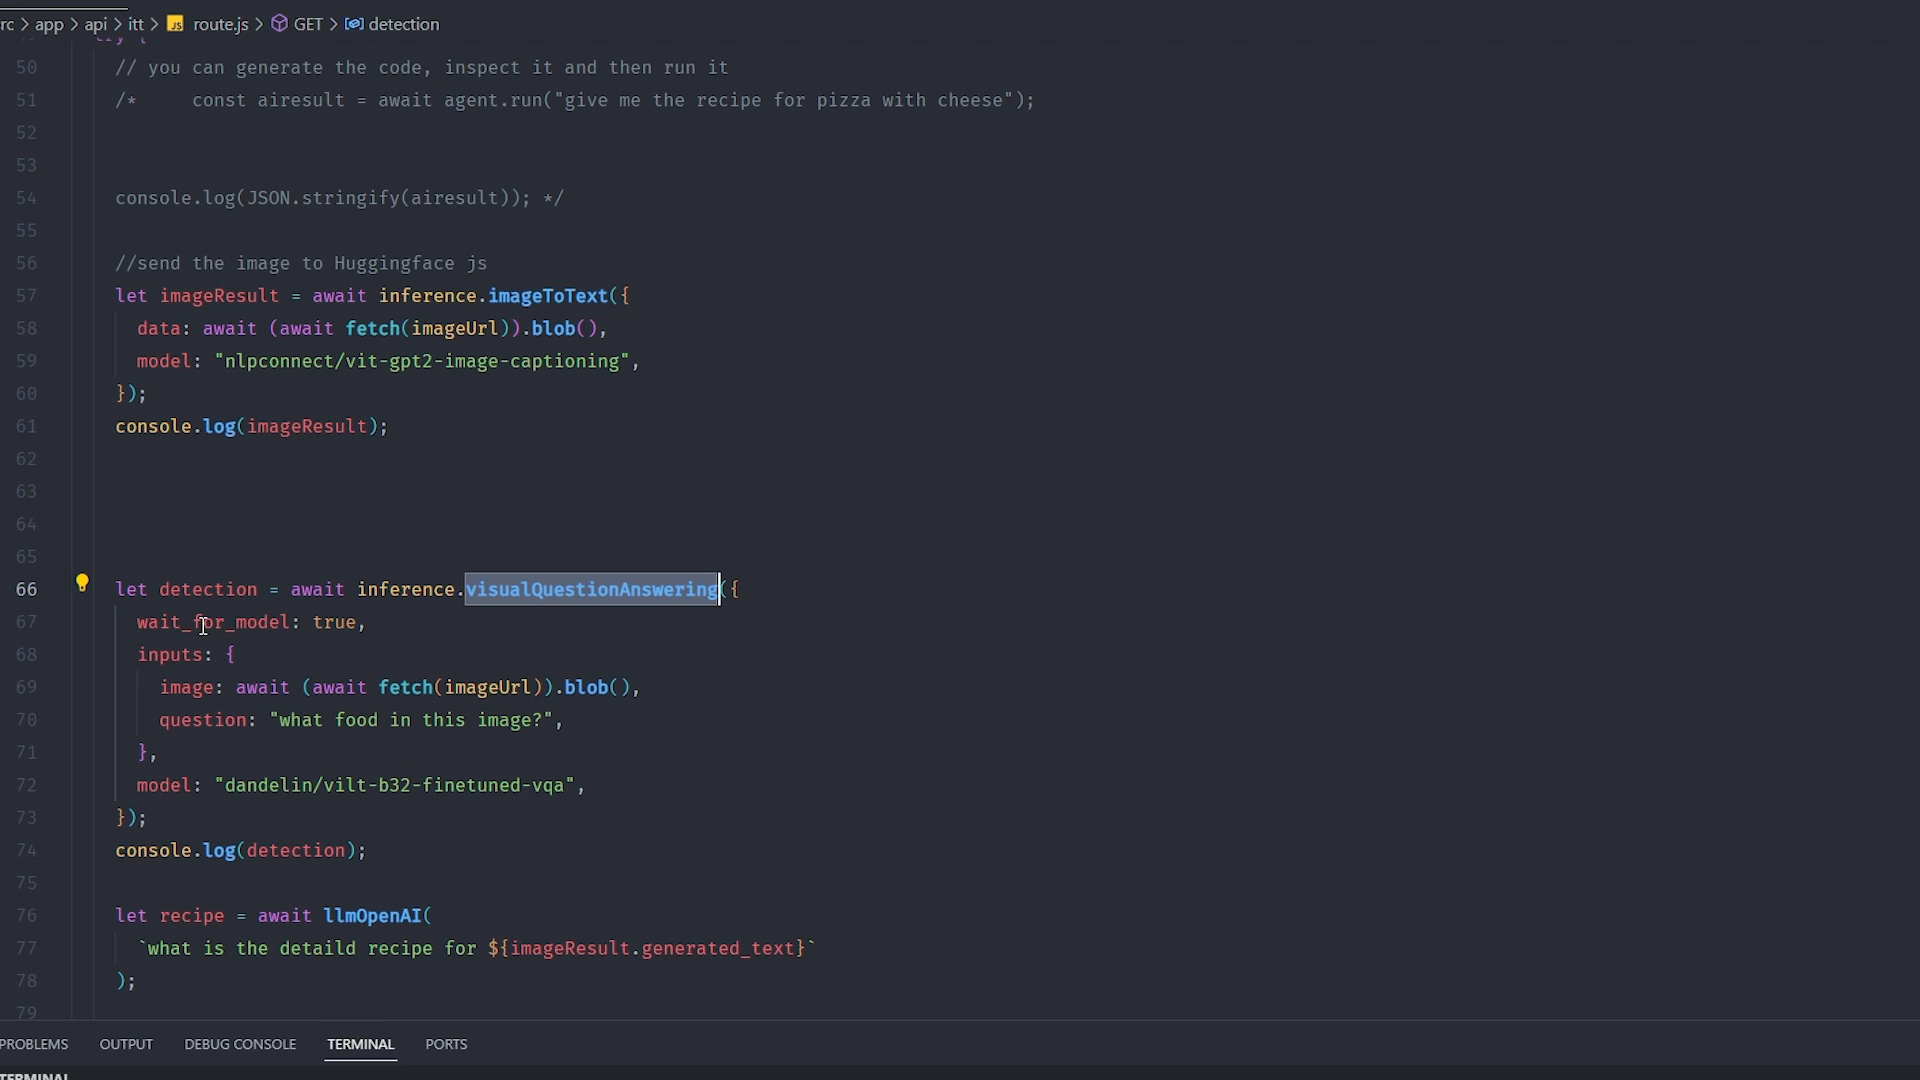 rc > app > api > itt > JS route.js > GET > detection
try {
50 // you can generate the code, inspect it and then run it
51 /*     const airesult = await agent.run("give me the recipe for pizza with cheese");
52
53
54 console.log(JSON.stringify(airesult)); */
55
56 //send the image to Huggingface js
57 let imageResult = await inference.imageToText({
58   data: await (await fetch(imageUrl)).blob(),
59   model: "nlpconnect/vit-gpt2-image-captioning",
60 });
61 console.log(imageResult);
62
63
64
65
66 let detection = await inference.visualQuestionAnswering({
67   wait_for_model: true,
68   inputs: {
69     image: await (await fetch(imageUrl)).blob(),
70     question: "what food in this image?",
71   },
72   model: "dandelin/vilt-b32-finetuned-vqa",
73 });
74 console.log(detection);
75
76 let recipe = await llmOpenAI(
77   `what is the detaild recipe for ${imageResult.generated_text}`
78 );
79
PROBLEMS OUTPUT DEBUG CONSOLE TERMINAL PORTS
TERMINAL